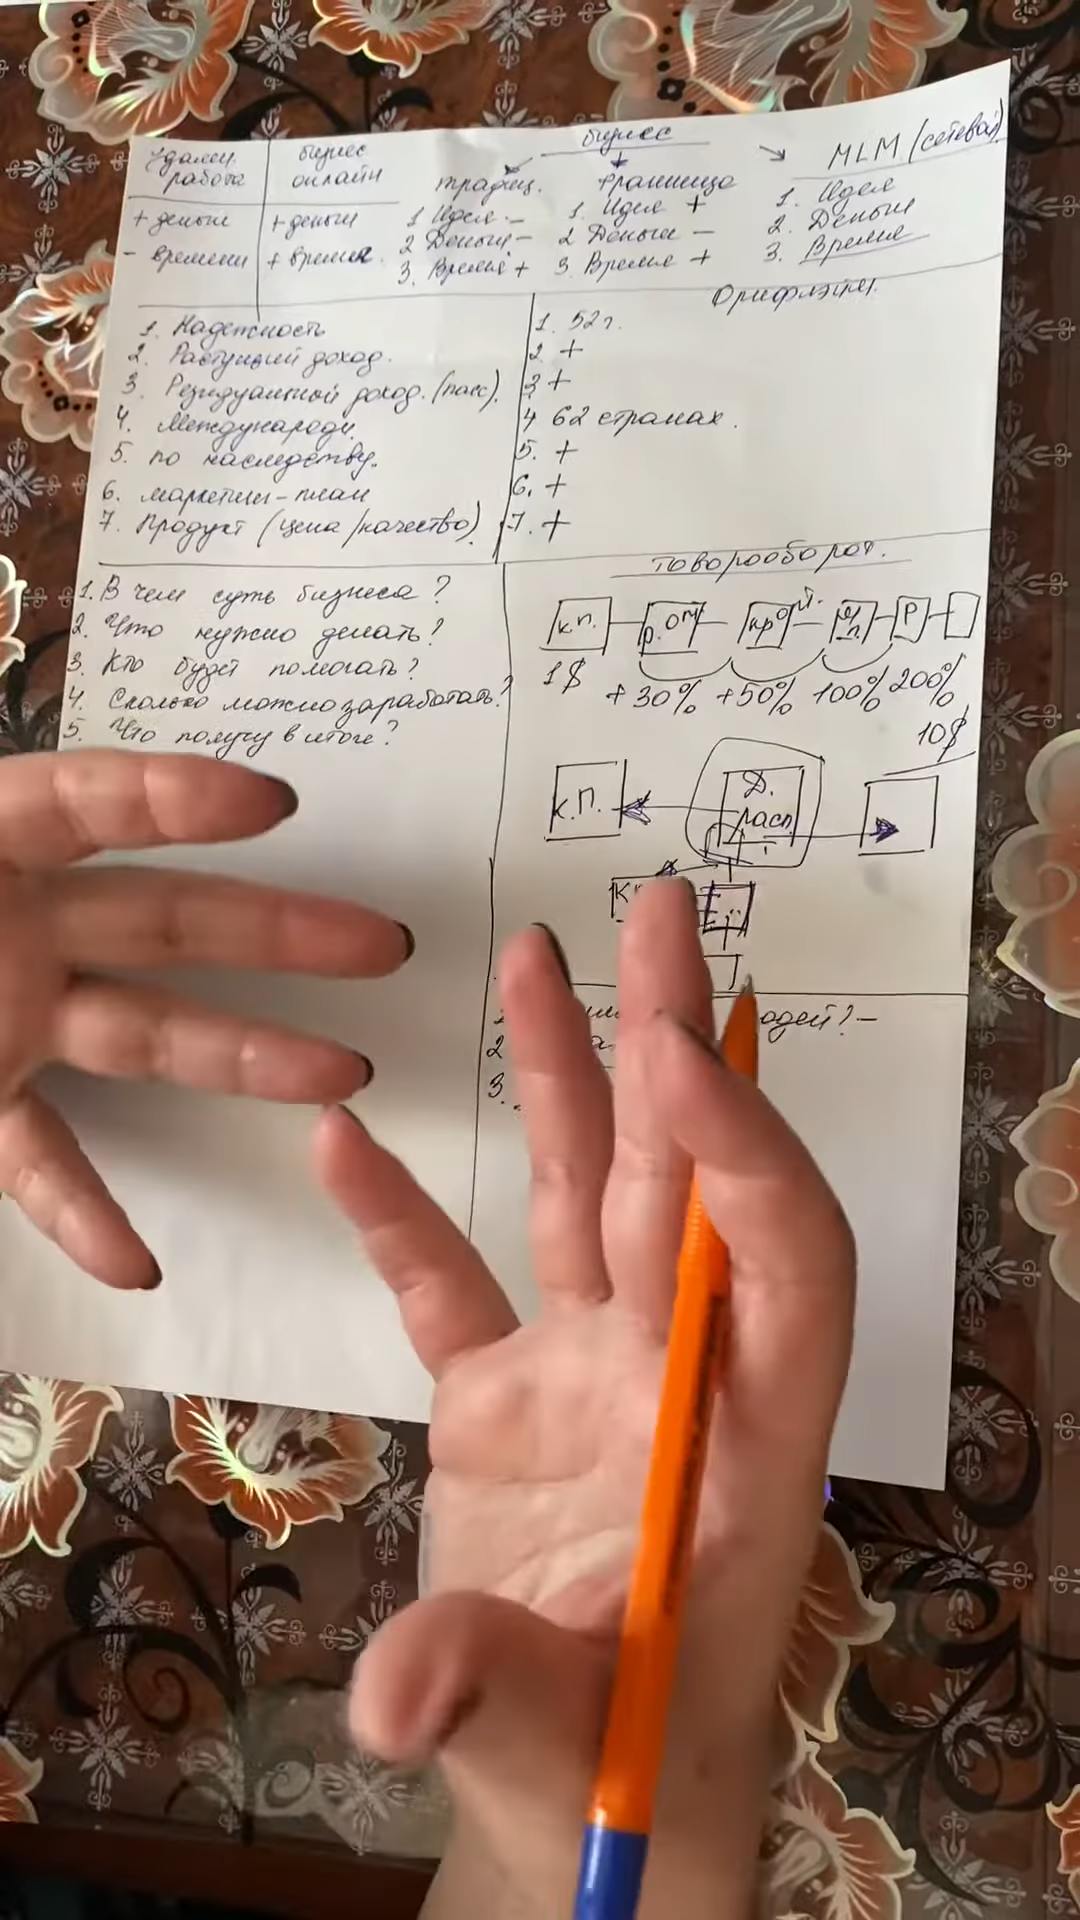 удален. работа
бизнес онлайн
бизнес
традиц.
франшиза
MLM (сетевой)
+ деньги
+ деньги
- времени
+ время.
1 Идея -
2 Деньги -
3. Время +
1. Идея +
2 Деньги -
3. Время +
1. Идея
2. Деньги
3. Время
Орифлэйм.
1. Надежность
2. Растущий доход.
3 Резидуальный доход. (пасс).
4. Международн.
5. по наследству.
6. маркетинг-план
7. Продукт (цена/качество)
1. 52 г.
2. +
3 +
4 62 странах.
5. +
6. +
7. +
1. В чем суть бизнеса?
2. Что нужно делать?
3. Кто будет помогать?
4. Сколько можно заработать?
5. Что получу в итоге?
товарооборот.
к.п.
р.
1$
+30% +50% 100% 200%
10$
к.п.
Д. расп.
2
3.